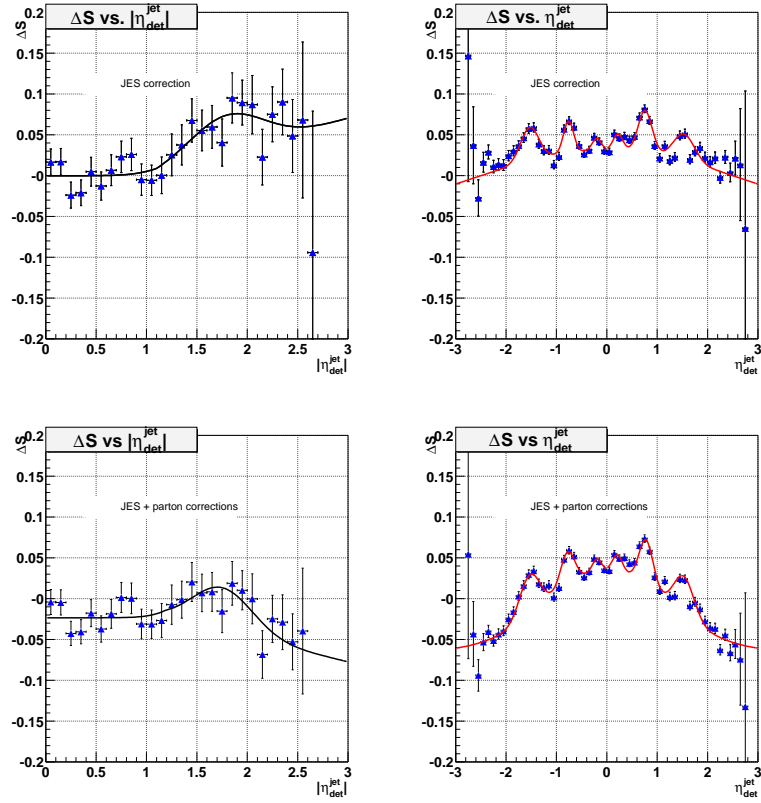 ΔS vs. |η_det^jet|
ΔS
JES correction
0.2
0.15
0.1
0.05
-0
-0.05
-0.1
-0.15
-0.2
0 0.5 1 1.5 2 2.5 3
|η_det^jet|
ΔS vs. η_det^jet
ΔS
JES correction
0.2
0.15
0.1
0.05
-0
-0.05
-0.1
-0.15
-0.2
-3 -2 -1 0 1 2 3
η_det^jet
ΔS vs |η_det^jet|
ΔS
JES + parton corrections
0.2
0.15
0.1
0.05
-0
-0.05
-0.1
-0.15
-0.2
0 0.5 1 1.5 2 2.5 3
|η_det^jet|
ΔS vs η_det^jet
ΔS
JES + parton corrections
0.2
0.15
0.1
0.05
-0
-0.05
-0.1
-0.15
-0.2
-3 -2 -1 0 1 2 3
η_det^jet